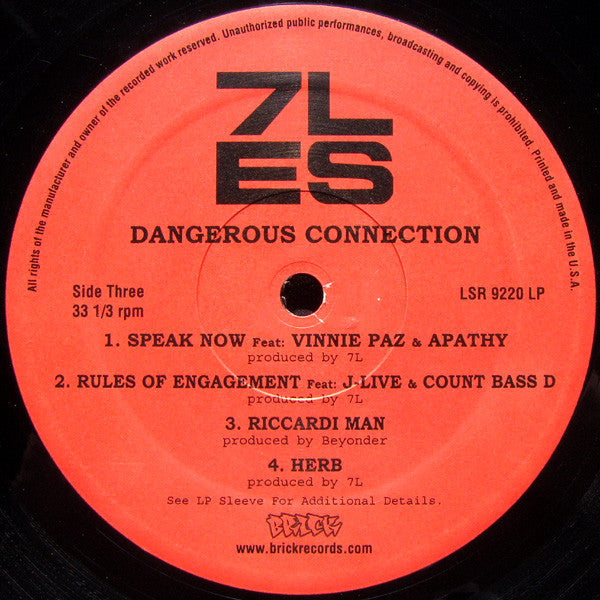 All rights of the manufacturer and owner of the recorded work reserved. Unauthorized public performances, broadcasting and copying is prohibited. Printed and made in the U.S.A.
7L
ES
DANGEROUS CONNECTION
Side Three
33 1/3 rpm
LSR 9220 LP
1. SPEAK NOW Feat: VINNIE PAZ & APATHY
produced by 7L
2. RULES OF ENGAGEMENT Feat: J-LIVE & COUNT BASS D
produced by 7L
3. RICCARDI MAN
produced by Beyonder
4. HERB
produced by 7L
See LP Sleeve For Additional Details.
BRICK
www.brickrecords.com